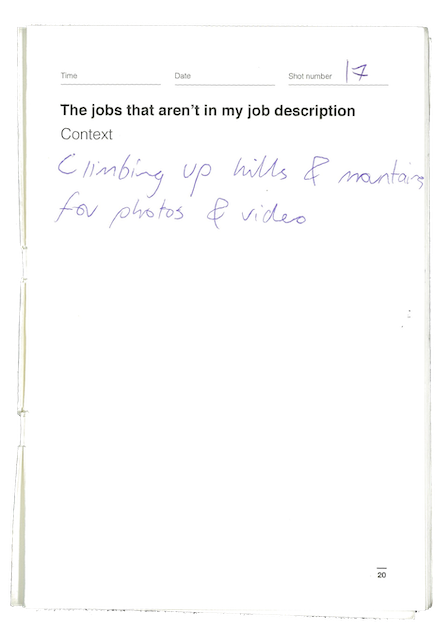 Time Date Shot number 17
The jobs that aren't in my job description
Context
Climbing up hills & mountains
for photos & video
20